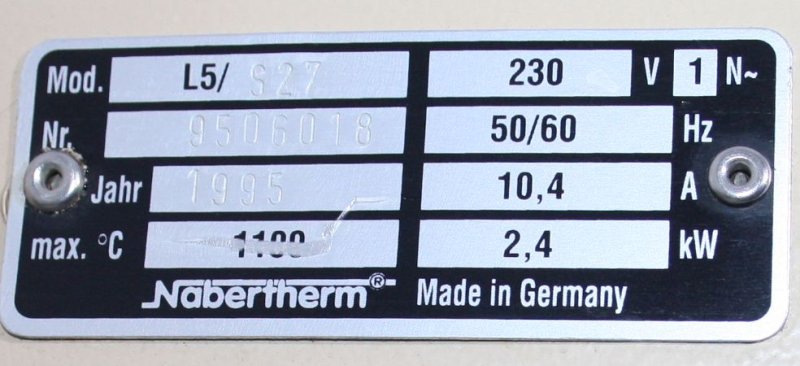 Mod. L5/ S27 230 V 1 N~
Nr. 9506018 50/60 Hz
Jahr 1995 10,4 A
max. °C 1100 2,4 kW
Nabertherm® Made in Germany